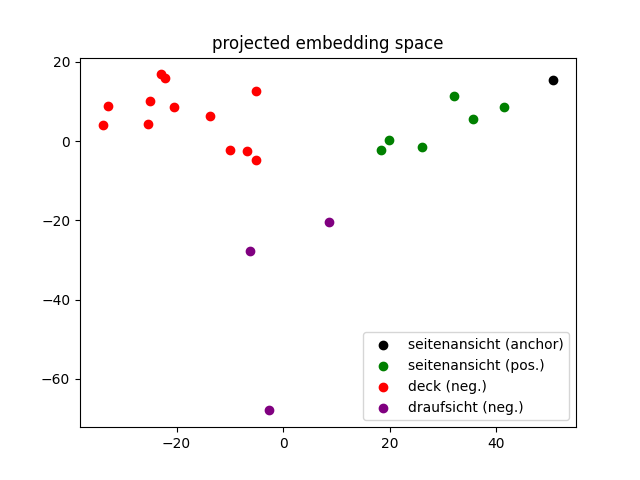 projected embedding space
20
0
−20
−40
−60
−20 0 20 40
seitenansicht (anchor)
seitenansicht (pos.)
deck (neg.)
draufsicht (neg.)